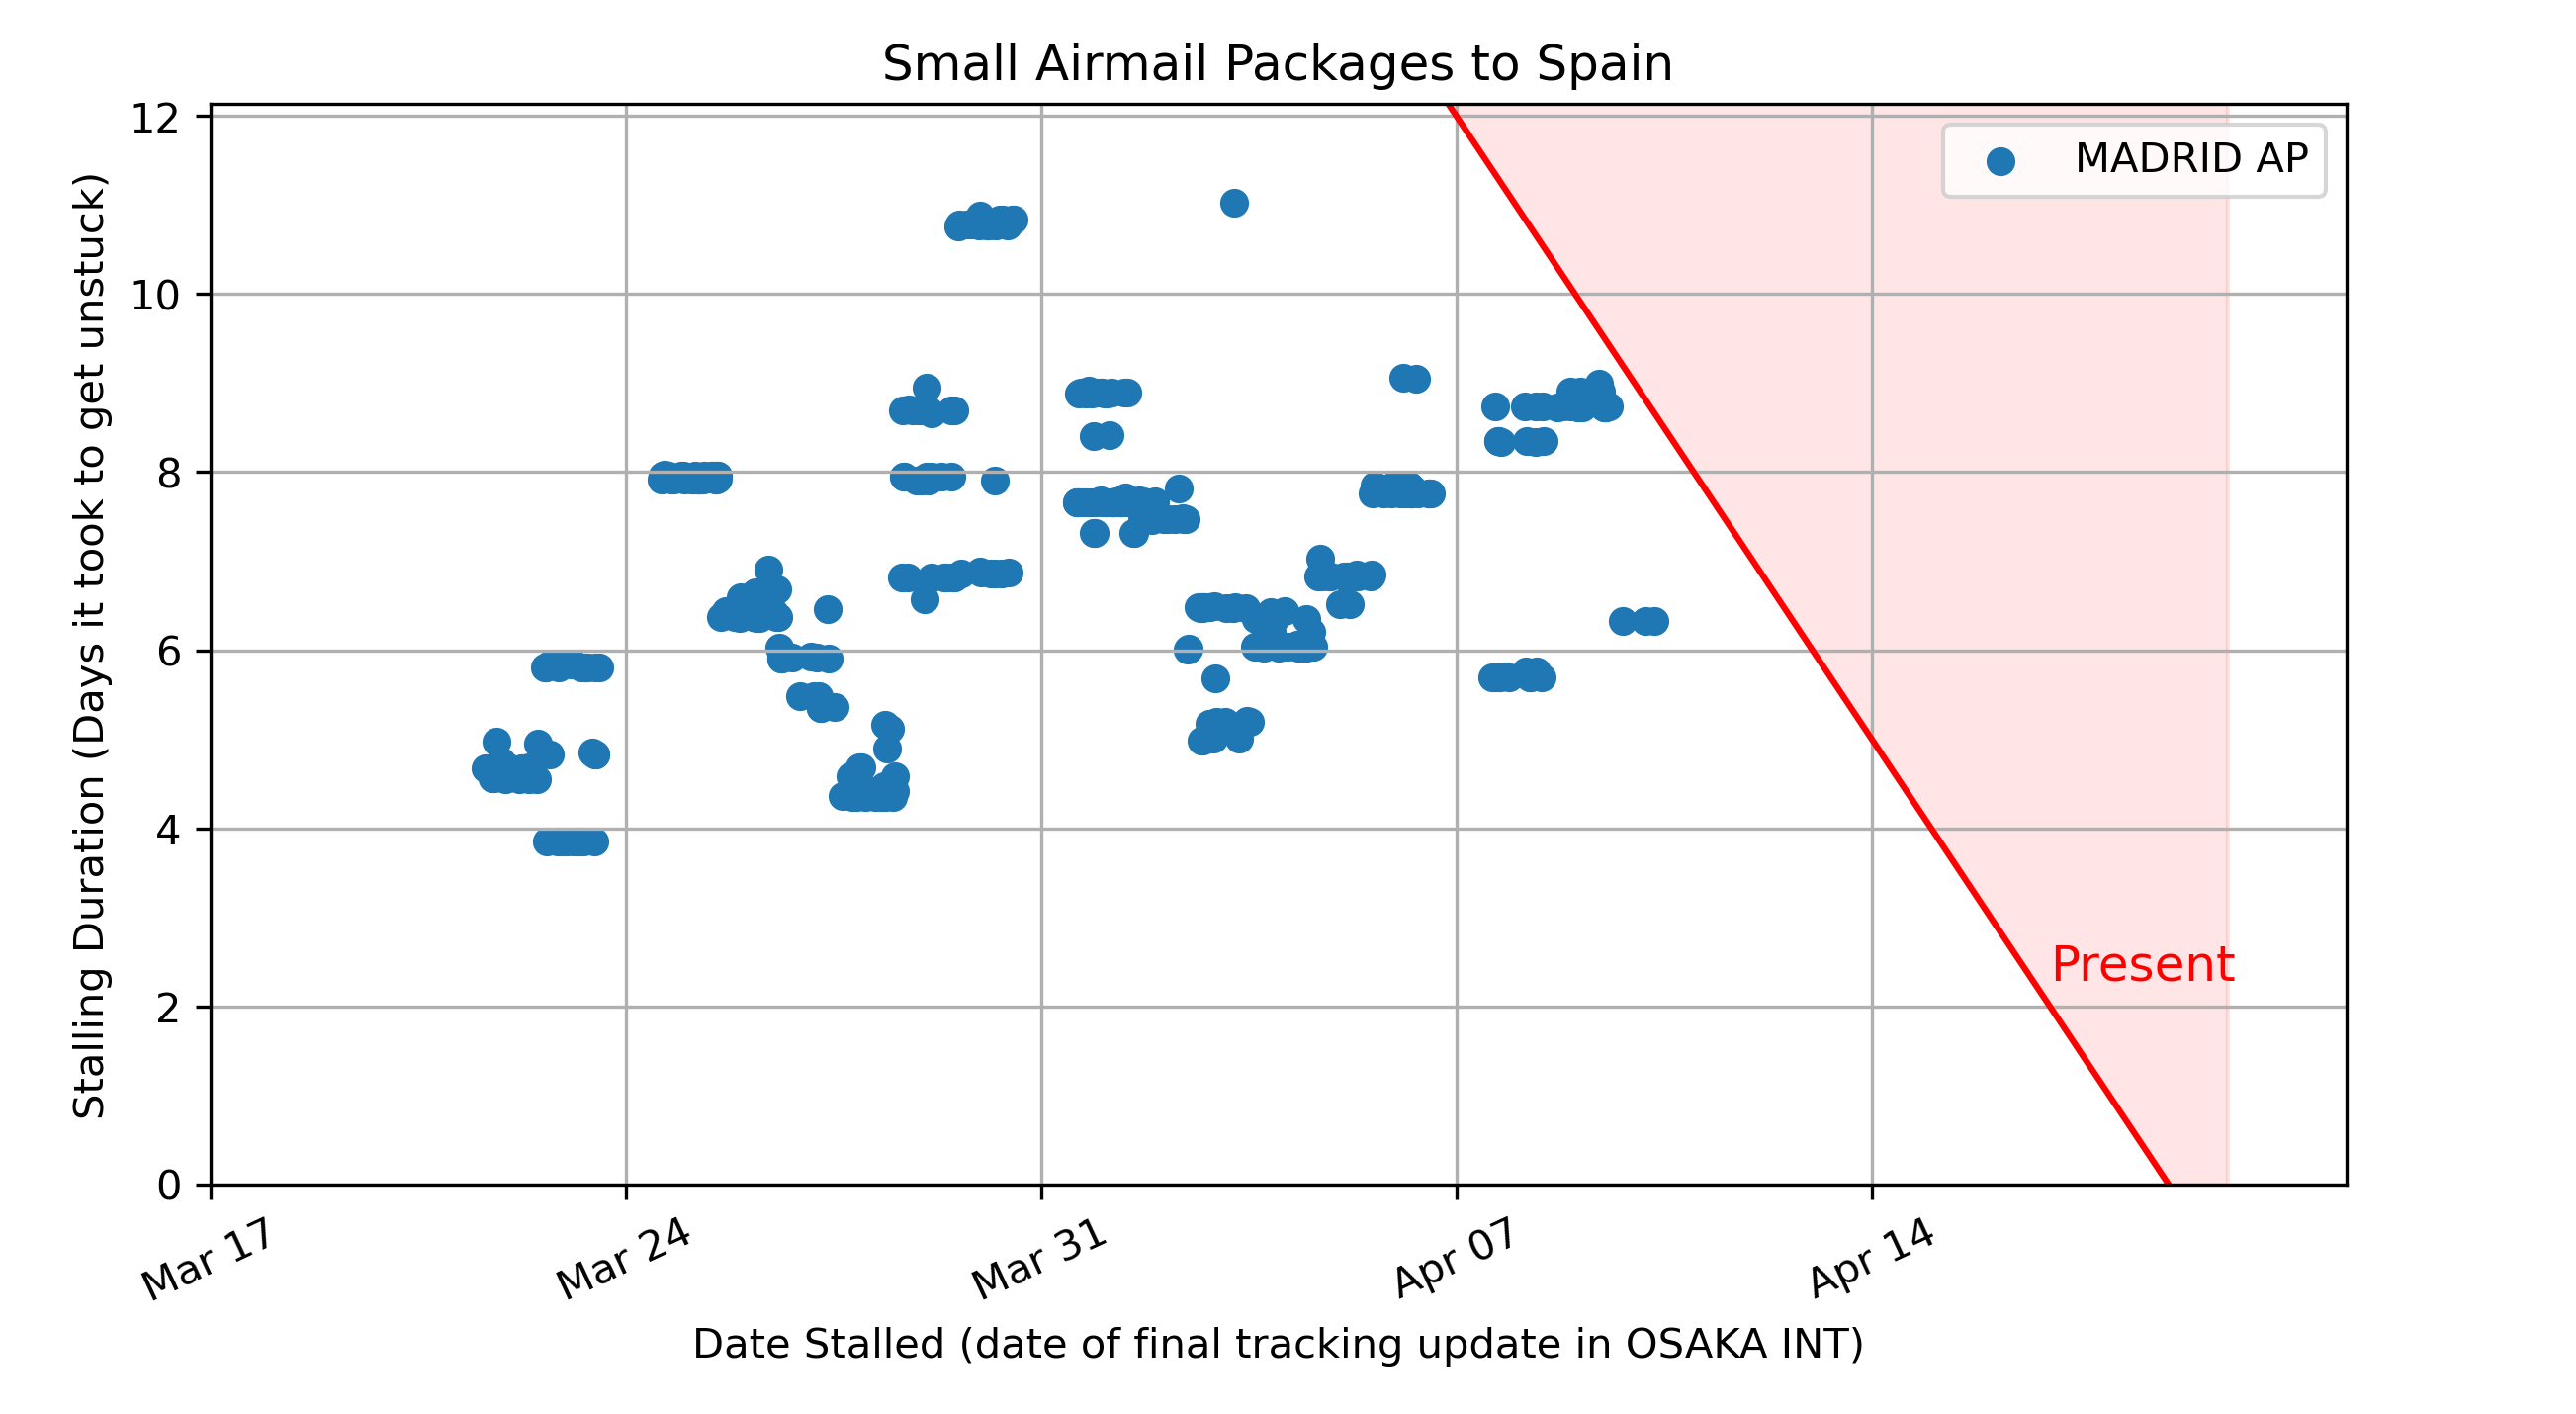 Small Airmail Packages to Spain
MADRID AP
Stalling Duration (Days it took to get unstuck)
12
10
8
6
4
2
0
Present
Mar 17
Mar 24
Mar 31
Apr 07
Apr 14
Date Stalled (date of final tracking update in OSAKA INT)